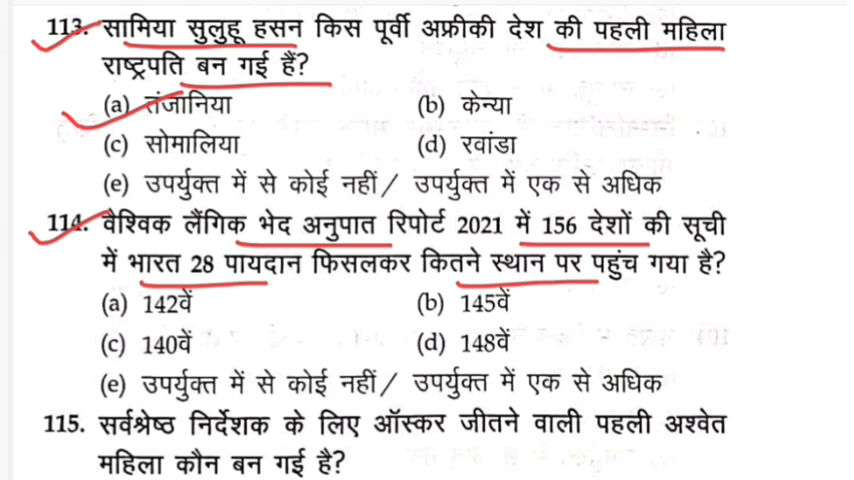 113. सामिया सुलुहू हसन किस पूर्वी अफ्रीकी देश की पहली महिला
राष्ट्रपति बन गई हैं?
(a) तंजानिया (b) केन्या
(c) सोमालिया (d) रवांडा
(e) उपर्युक्त में से कोई नहीं/ उपर्युक्त में एक से अधिक
114. वैश्विक लैंगिक भेद अनुपात रिपोर्ट 2021 में 156 देशों की सूची
में भारत 28 पायदान फिसलकर कितने स्थान पर पहुंच गया है?
(a) 142वें (b) 145वें
(c) 140वें (d) 148वें
(e) उपर्युक्त में से कोई नहीं/ उपर्युक्त में एक से अधिक
115. सर्वश्रेष्ठ निर्देशक के लिए ऑस्कर जीतने वाली पहली अश्वेत
महिला कौन बन गई है?